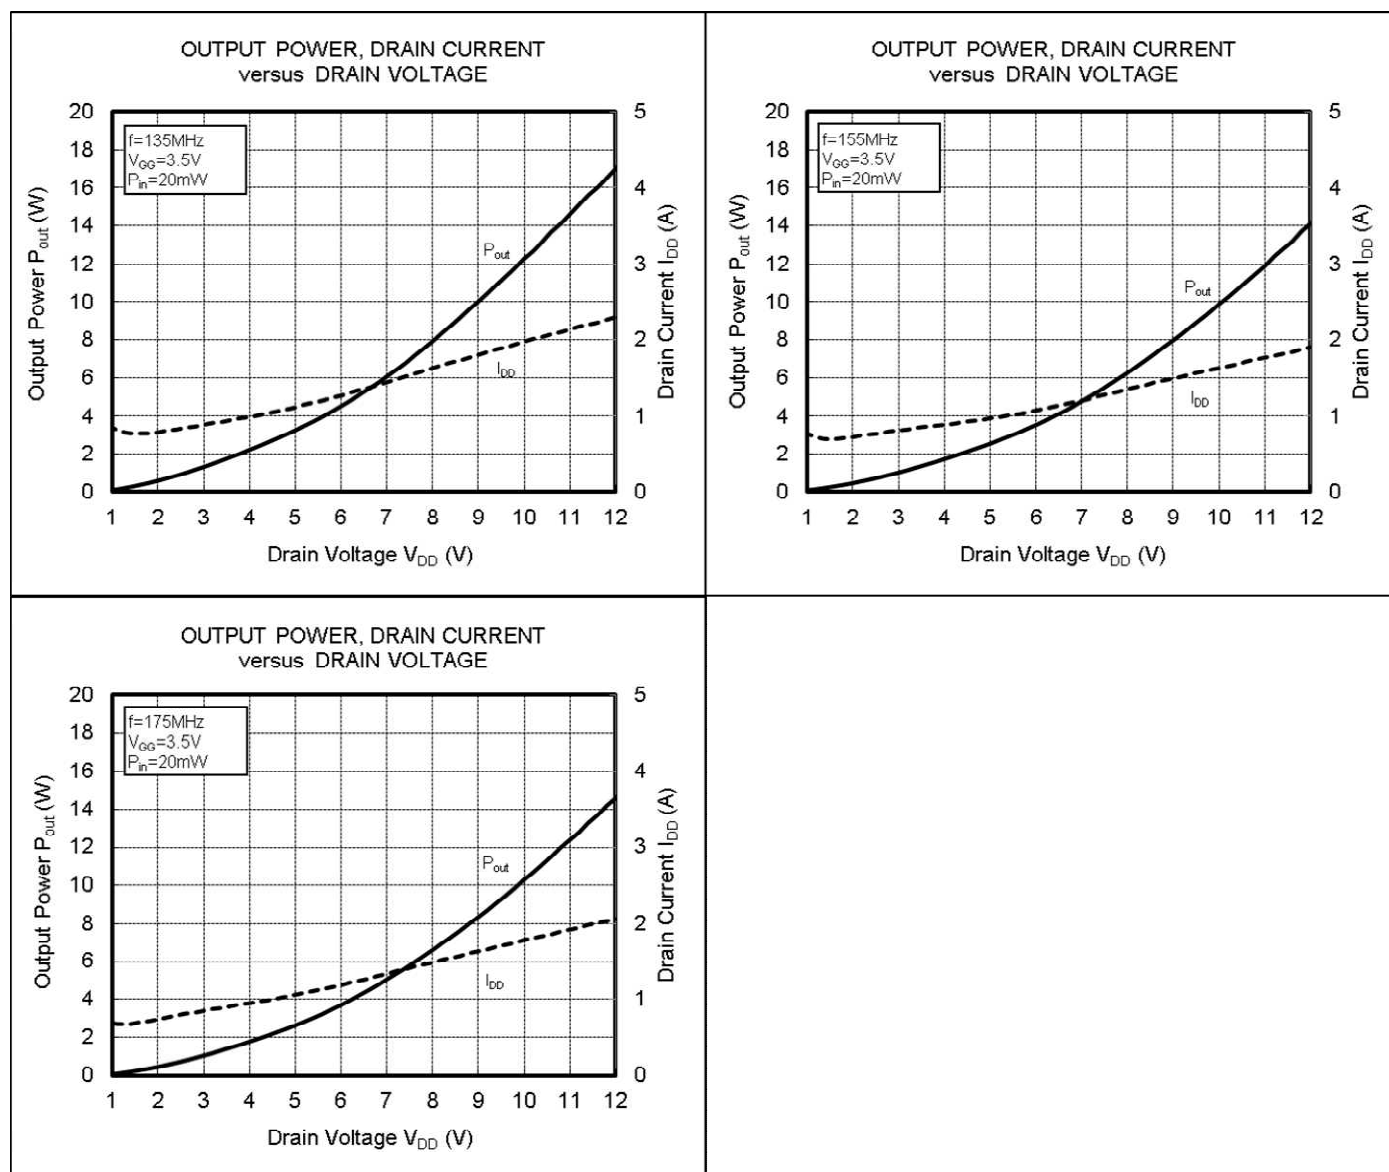 OUTPUT POWER, DRAIN CURRENT
versus DRAIN VOLTAGE
20
18
16
14
12
10
8
6
4
2
0
5
4
3
2
1
0
f=135MHz
VGG=3.5V
Pin=20mW
Pout
IDD
Output Power Pout (W)
Drain Current IDD (A)
1 2 3 4 5 6 7 8 9 10 11 12
Drain Voltage VDD (V)
OUTPUT POWER, DRAIN CURRENT
versus DRAIN VOLTAGE
20
18
16
14
12
10
8
6
4
2
0
5
4
3
2
1
0
f=155MHz
VGG=3.5V
Pin=20mW
Pout
IDD
Output Power Pout (W)
Drain Current IDD (A)
1 2 3 4 5 6 7 8 9 10 11 12
Drain Voltage VDD (V)
OUTPUT POWER, DRAIN CURRENT
versus DRAIN VOLTAGE
20
18
16
14
12
10
8
6
4
2
0
5
4
3
2
1
0
f=175MHz
VGG=3.5V
Pin=20mW
Pout
IDD
Output Power Pout (W)
Drain Current IDD (A)
1 2 3 4 5 6 7 8 9 10 11 12
Drain Voltage VDD (V)